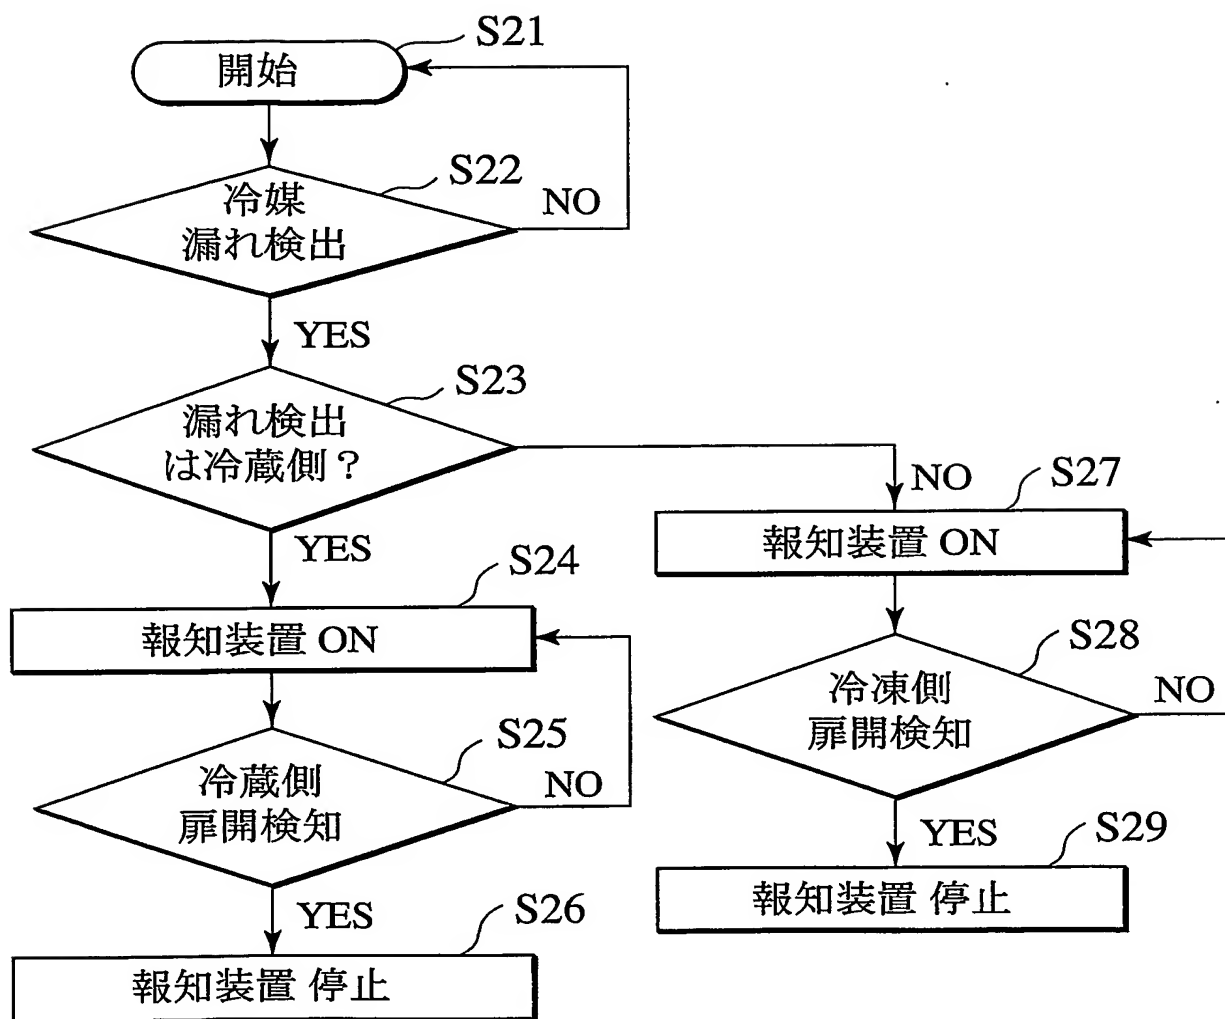 S21
開始
S22
冷媒
漏れ検出
NO
YES
S23
漏れ検出
は冷蔵側?
NO
YES
S24
報知装置 ON
S25
冷蔵側
扉開検知
NO
YES
S26
報知装置 停止
S27
報知装置 ON
S28
冷凍側
扉開検知
NO
YES
S29
報知装置 停止